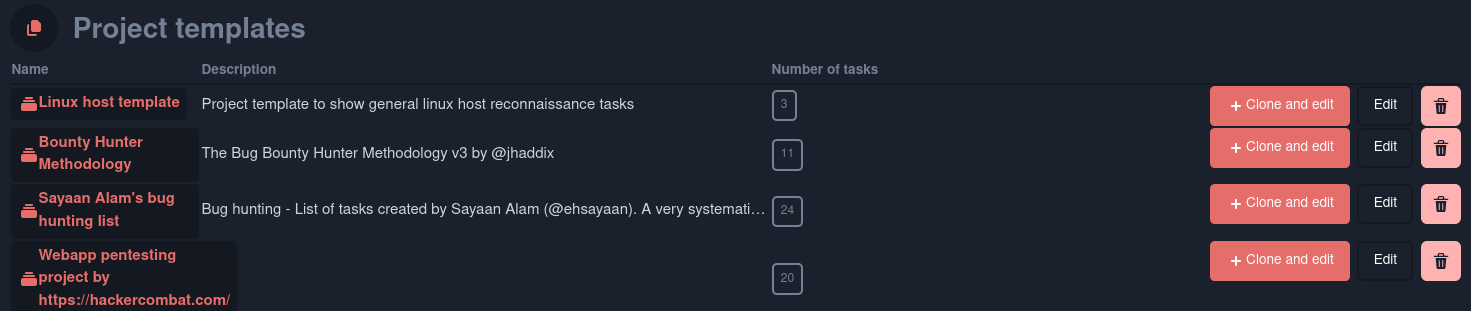 Project templates
Name Description Number of tasks
Linux host template Project template to show general linux host reconnaissance tasks 3 + Clone and edit Edit
Bounty Hunter
Methodology The Bug Bounty Hunter Methodology v3 by @jhaddix 11 + Clone and edit Edit
Sayaan Alam's bug
hunting list Bug hunting - List of tasks created by Sayaan Alam (@ehsayaan). A very systemati... 24 + Clone and edit Edit
Webapp pentesting
project by
https://hackercombat.com/ 20 + Clone and edit Edit